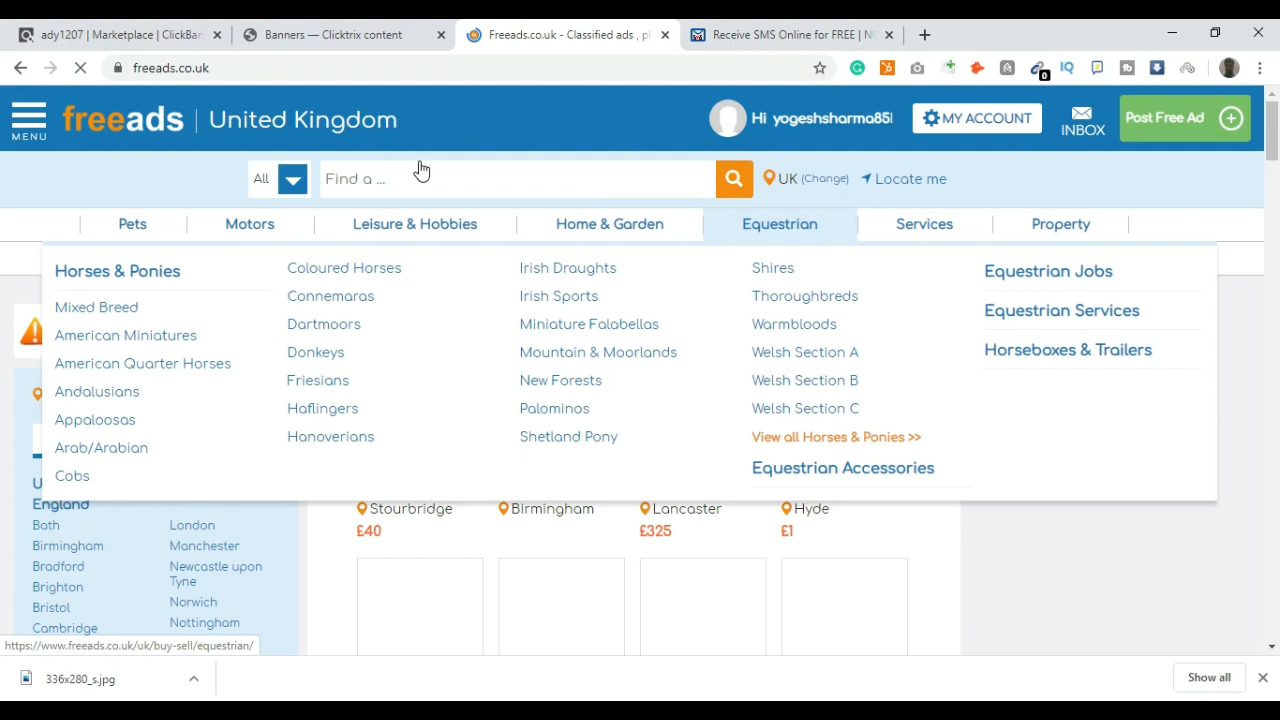 ady1207 | Marketplace | ClickBan
Banners — Clicktrix content
Freeads.co.uk - Classified ads , pl
Receive SMS Online for FREE | NO
freeads.co.uk
0
IQ
MENU
freeads | United Kingdom
Hi yogeshsharma85
MY ACCOUNT
INBOX
Post Free Ad
All
Find a ...
UK (Change)
Locate me
Pets
Motors
Leisure & Hobbies
Home & Garden
Equestrian
Services
Property
Horses & Ponies
Mixed Breed
American Miniatures
American Quarter Horses
Andalusians
Appaloosas
Arab/Arabian
Cobs
Coloured Horses
Connemaras
Dartmoors
Donkeys
Friesians
Haflingers
Hanoverians
Irish Draughts
Irish Sports
Miniature Falabellas
Mountain & Moorlands
New Forests
Palominos
Shetland Pony
Shires
Thoroughbreds
Warmbloods
Welsh Section A
Welsh Section B
Welsh Section C
View all Horses & Ponies >>
Equestrian Accessories
Equestrian Jobs
Equestrian Services
Horseboxes & Trailers
England
Bath
Birmingham
Bradford
Brighton
Bristol
Cambridge
London
Manchester
Newcastle upon
Tyne
Norwich
Nottingham
Stourbridge
£40
Birmingham
Lancaster
£325
Hyde
£1
https://www.freeads.co.uk/uk/buy-sell/equestrian/
336x280_s.jpg
Show all